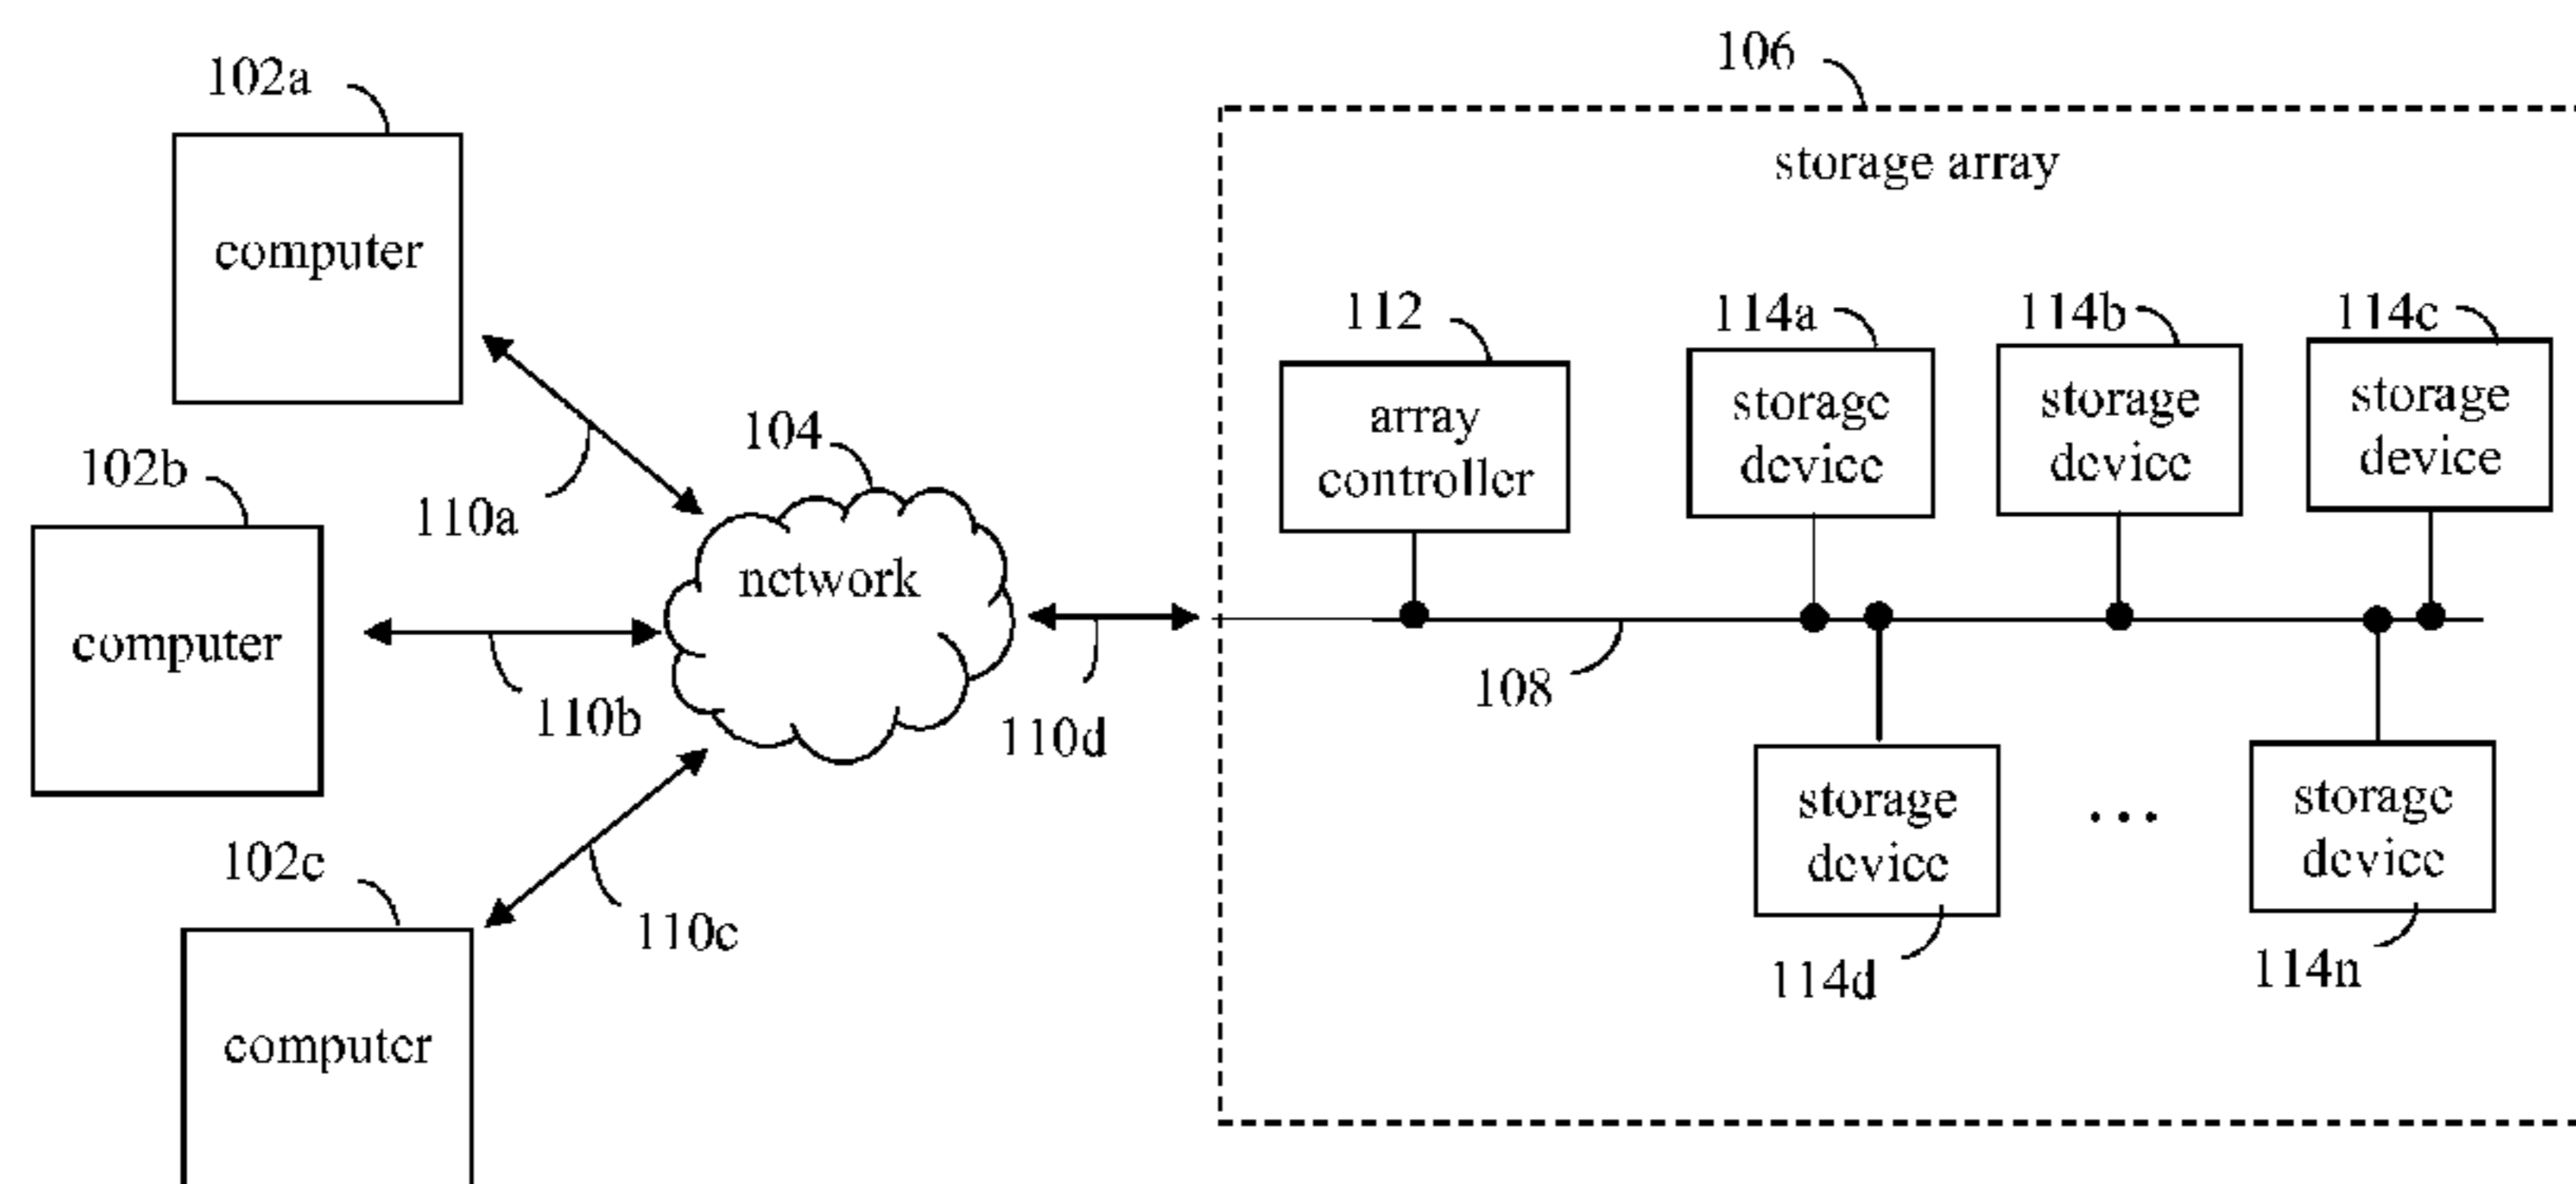 106
102a
storage array
computer
112
114a
114b
114c
array
controller
storage
device
storage
device
storage
device
104
102b
110a
network
computer
108
110b
110d
storage
device
...
storage
device
102c
110c
114d
114n
computer